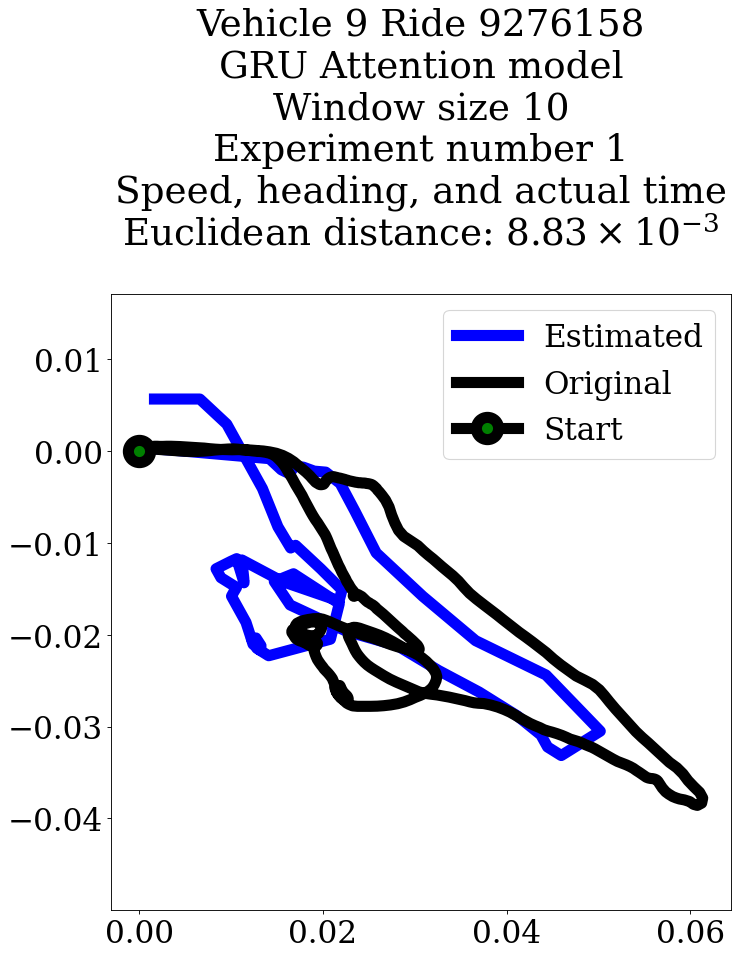 Vehicle 9 Ride 9276158
GRU Attention model
Window size 10
Experiment number 1
Speed, heading, and actual time
Euclidean distance: 8.83 × 10⁻³
Estimated
Original
Start
0.01
0.00
−0.01
−0.02
−0.03
−0.04
0.00 0.02 0.04 0.06